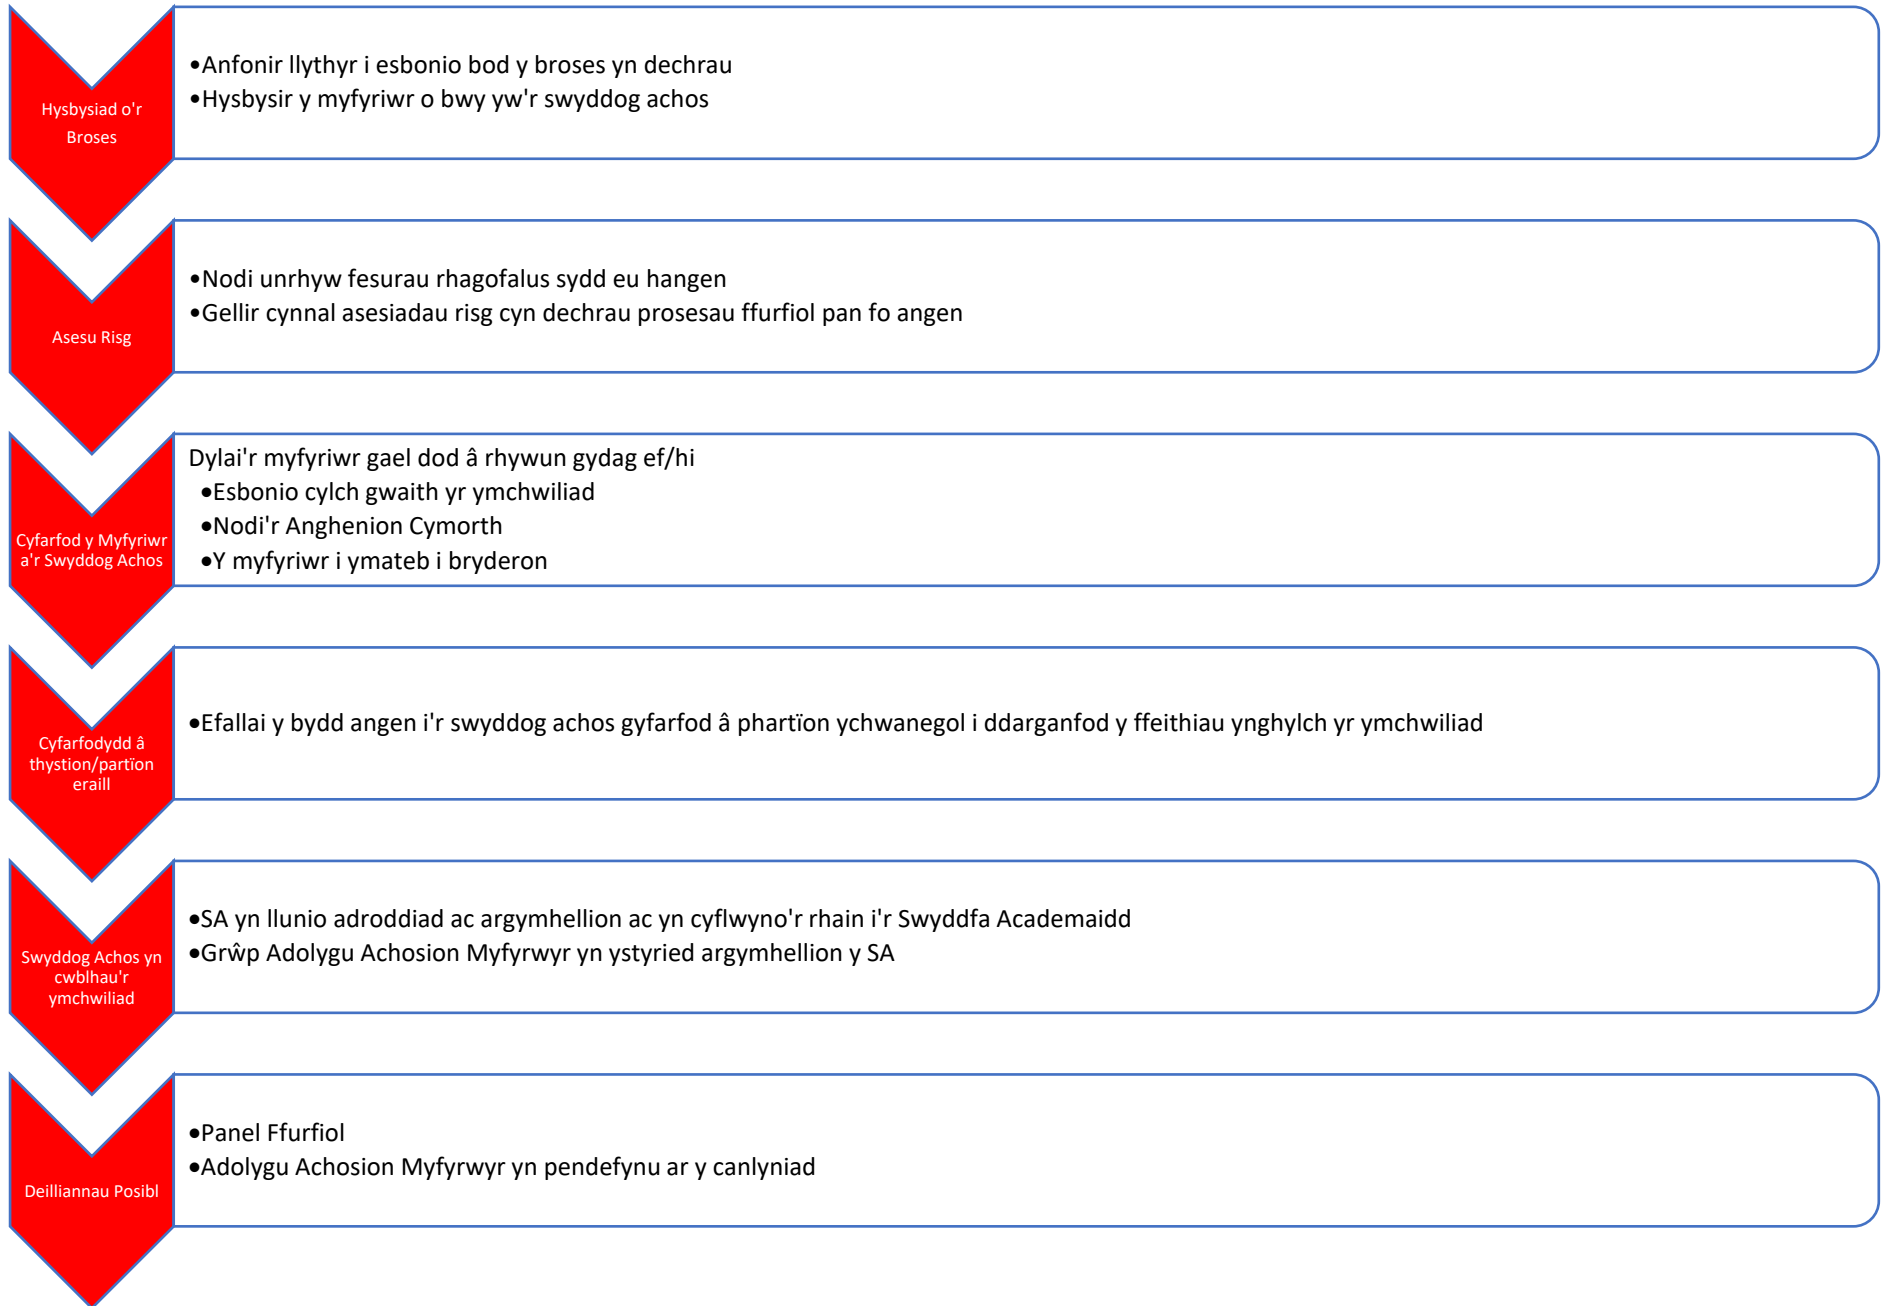 Hysbysiad o'r
Broses
•Anfonir llythyr i esbonio bod y broses yn dechrau
•Hysbysir y myfyriwr o bwy yw'r swyddog achos
Asesu Risg
•Nodi unrhyw fesurau rhagofalus sydd eu hangen
•Gellir cynnal asesiadau risg cyn dechrau prosesau ffurfiol pan fo angen
Cyfarfod y Myfyriwr
a'r Swyddog Achos
Dylai'r myfyriwr gael dod â rhywun gydag ef/hi
•Esbonio cylch gwaith yr ymchwiliad
•Nodi'r Anghenion Cymorth
•Y myfyriwr i ymateb i bryderon
Cyfarfodydd â
thystion/partïon
eraill
•Efallai y bydd angen i'r swyddog achos gyfarfod â phartïon ychwanegol i ddarganfod y ffeithiau ynghylch yr ymchwiliad
Swyddog Achos yn
cwblhau'r
ymchwiliad
•SA yn llunio adroddiad ac argymhellion ac yn cyflwyno'r rhain i'r Swyddfa Academaidd
•Grŵp Adolygu Achosion Myfyrwyr yn ystyried argymhellion y SA
Deilliannau Posibl
•Panel Ffurfiol
•Adolygu Achosion Myfyrwyr yn pendefynu ar y canlyniad